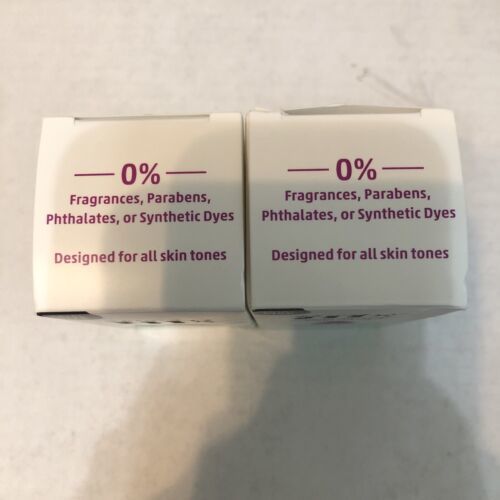 0%
Fragrances, Parabens,
Phthalates, or Synthetic Dyes
Designed for all skin tones
0%
Fragrances, Parabens,
Phthalates, or Synthetic Dyes
Designed for all skin tones